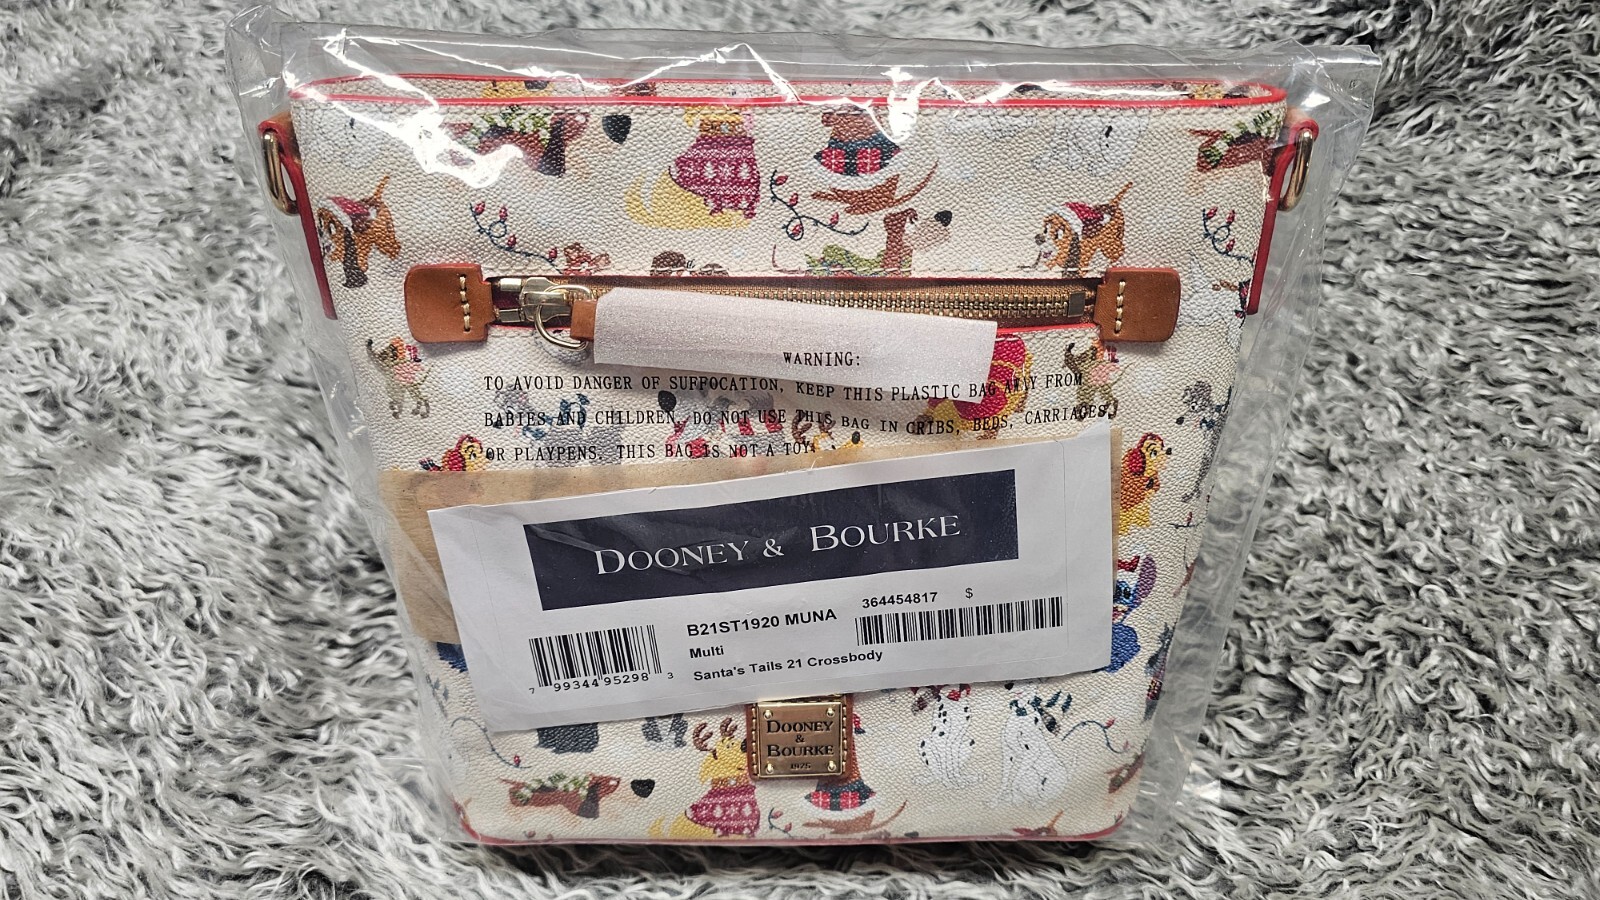 WARNING:
TO AVOID DANGER OF SUFFOCATION, KEEP THIS PLASTIC BAG AWAY FROM
BABIES AND CHILDREN. DO NOT USE THIS BAG IN CRIBS, BEDS, CARRIAGES,
OR PLAYPENS. THIS BAG IS NOT A TOY.
DOONEY & BOURKE
B21ST1920 MUNA
364454817 $
Multi
Santa's Tails 21 Crossbody
7 99344 95298 3
DOONEY
&
BOURKE
1975